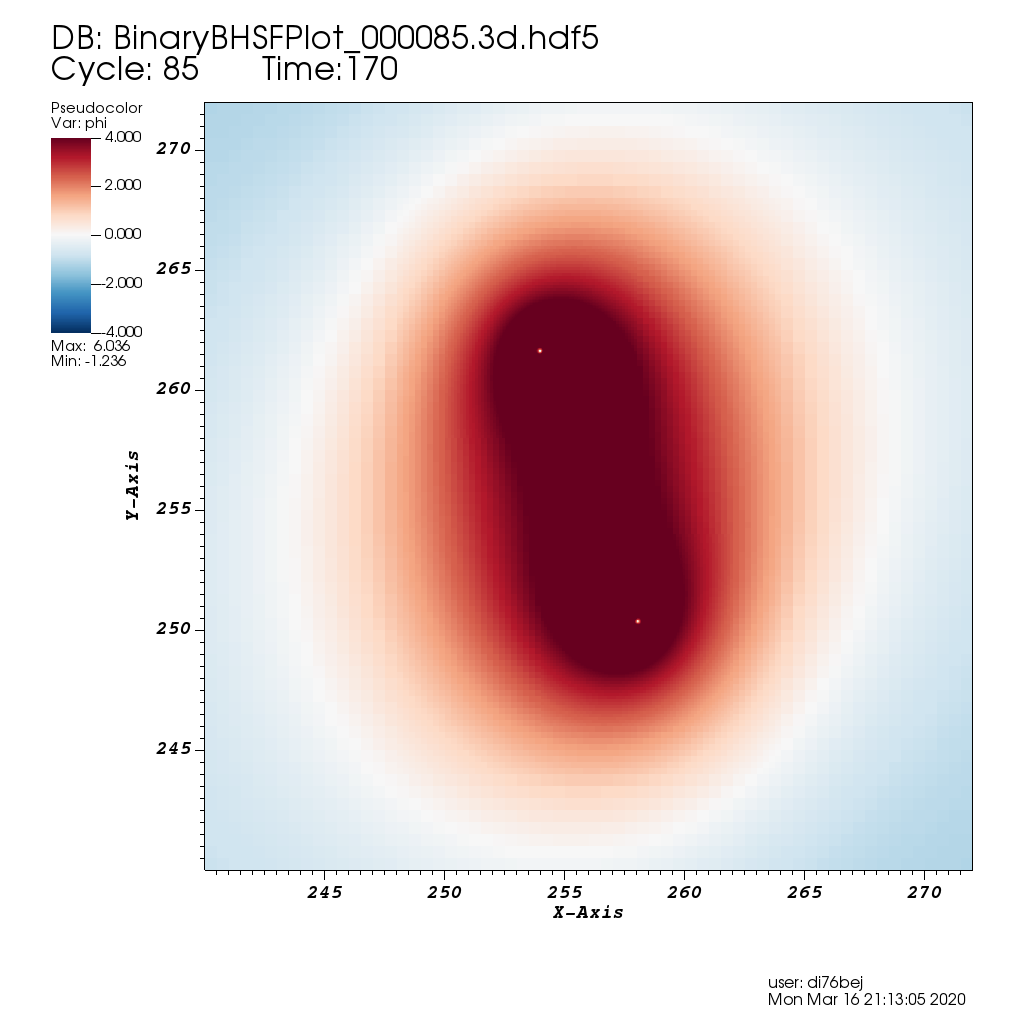 DB: BinaryBHSFPlot_000085.3d.hdf5
Cycle: 85 Time:170
Pseudocolor
Var: phi
4.000
2.000
0.000
-2.000
-4.000
Max: 6.036
Min: -1.236
270
265
260
255
250
245
Y-Axis
245 250 255 260 265 270
X-Axis
user: di76bej
Mon Mar 16 21:13:05 2020